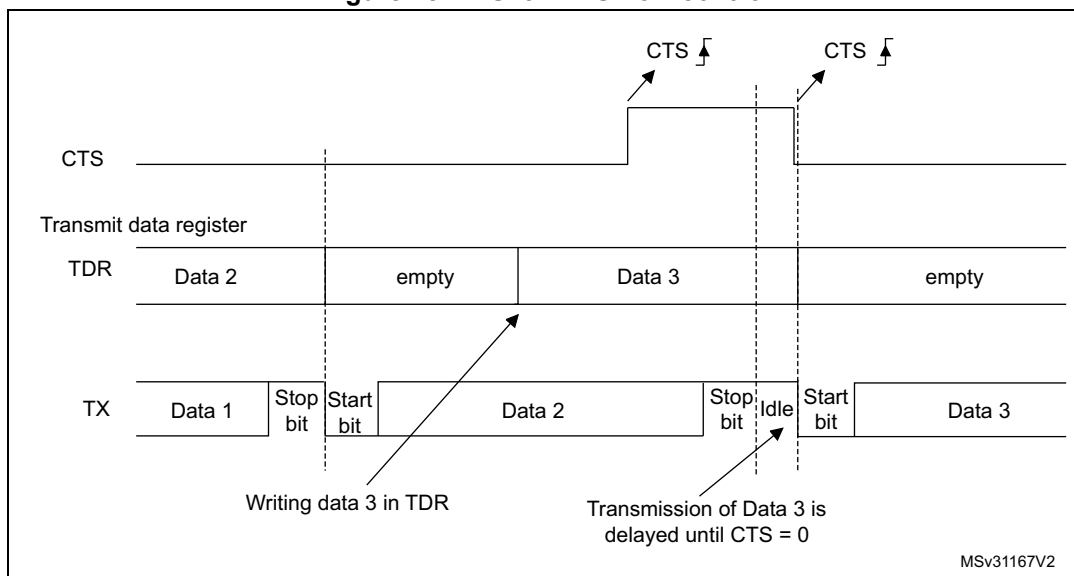 CTS CTS
CTS
Transmit data register
TDR Data 2 empty Data 3 empty
TX Data 1 Stop bit Start bit Data 2 Stop bit Idle Start bit Data 3
Writing data 3 in TDR
Transmission of Data 3 is
delayed until CTS = 0
MSv31167V2